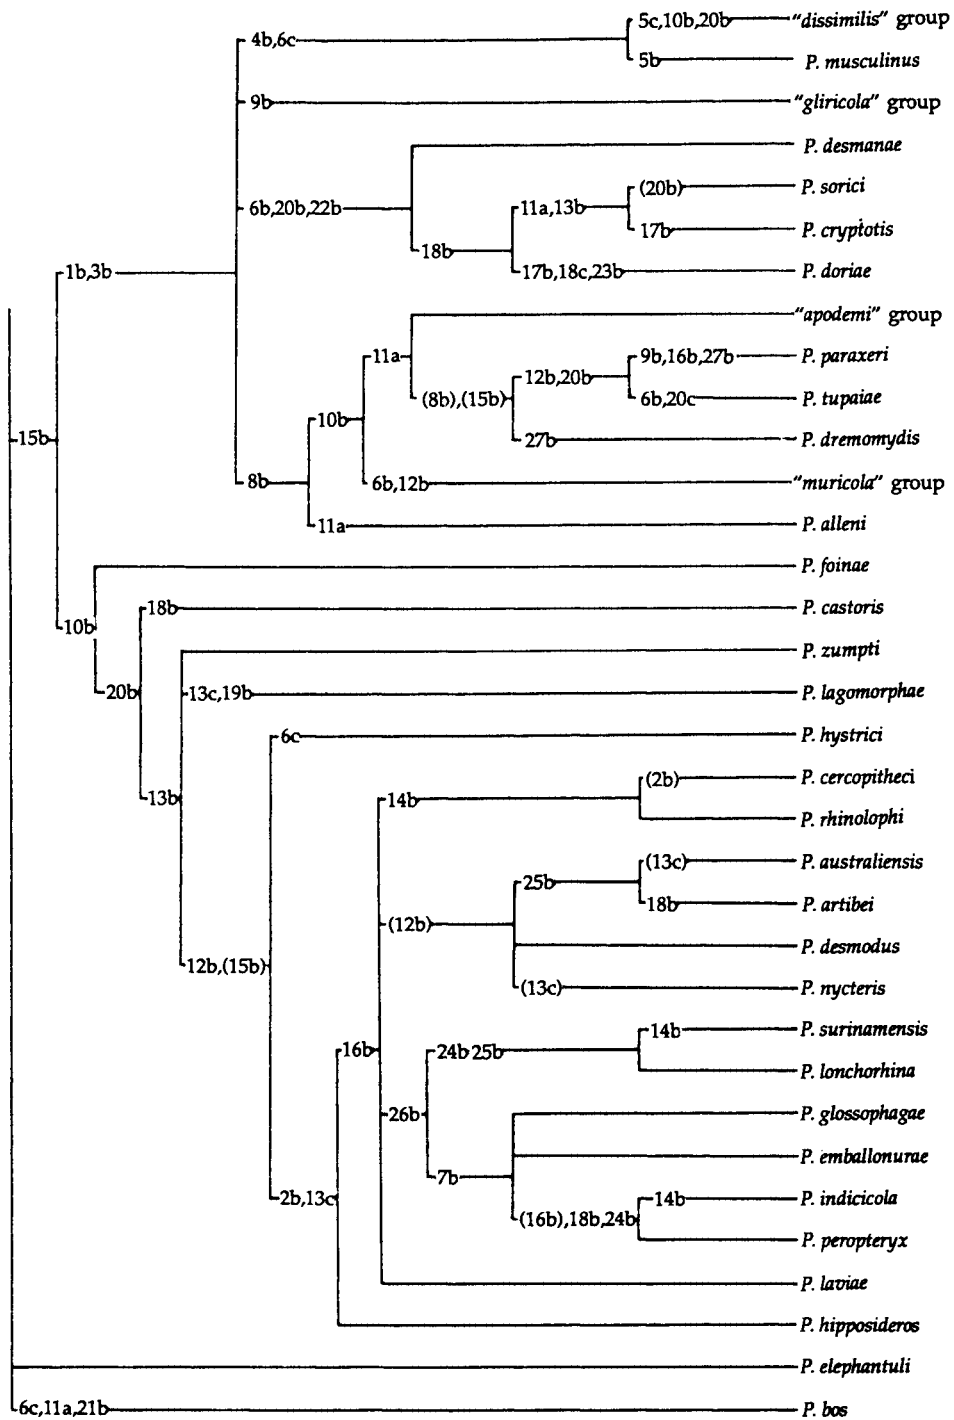 5c,10b,20b "dissimilis" group
4b,6c
5b P. musculinus
9b "gliricola" group
P. desmanae
(20b) P. sorici
6b,20b,22b 11a,13b
17b P. cryptotis
18b
1b,3b 17b,18c,23b P. doriae
"apodemi" group
11a 9b,16b,27b P. paraxeri
12b,20b
(8b),(15b) 6b,20c P. tupaiae
10b
15b 27b P. dremomydis
8b 6b,12b "muricola" group
11a P. alleni
P. foinae
18b P. castoris
10b
P. zumpti
20b 13c,19b P. lagomorphae
6c P. hystrici
(2b) P. cercopitheci
13b 14b
P. rhinolophi
(13c) P. australiensis
25b
18b P. artibei
(12b)
P. desmodus
12b,(15b)
(13c) P. nycteris
14b P. surinamensis
16b 24b 25b
P. lonchorhina
26b P. glossophagae
P. emballonurae
7b
2b,13c 14b P. indicicola
(16b),18b,24b
P. peropteryx
P. laviae
P. hipposideros
P. elephantuli
6c,11a,21b P. bos